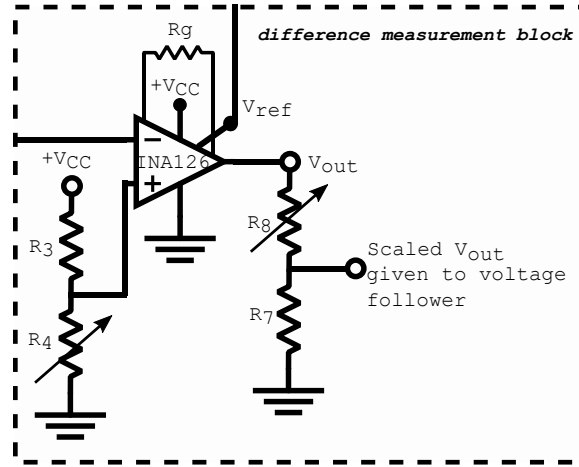 Rg
difference measurement block
+VCC
Vref
INA126
−
+
+VCC
Vout
R3
R8
Scaled Vout
given to voltage
follower
R4
R7